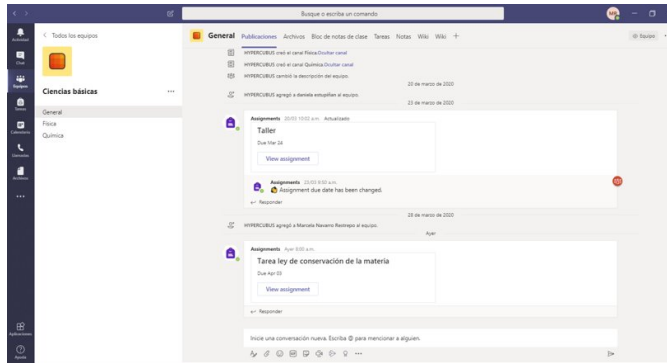 Busque o escriba un comando
MR
Actividad
Chat
Equipos
Tareas
Calendario
Llamadas
Archivos
Aplicaciones
Ayuda
< Todos los equipos
Ciencias básicas
General
Física
Química
General Publicaciones Archivos Bloc de notas de clase Tareas Notas Wiki Wiki +
Equipo
HYPERCUBUS creó el canal Física. Ocultar canal
HYPERCUBUS creó el canal Química. Ocultar canal
HYPERCUBUS cambió la descripción del equipo.
20 de marzo de 2020
HYPERCUBUS agregó a daniela estupiñan al equipo.
23 de marzo de 2020
Assignments Actualizado
Taller
Due Mar 24
View assignment
Assignments
Assignment due date has been changed.
Responder
28 de marzo de 2020
HYPERCUBUS agregó a Marcela Navarro Restrepo al equipo.
Ayer
Assignments Ayer
Tarea ley de conservación de la materia
Due Apr 03
View assignment
Responder
Inicie una conversación nueva. Escriba @ para mencionar a alguien.